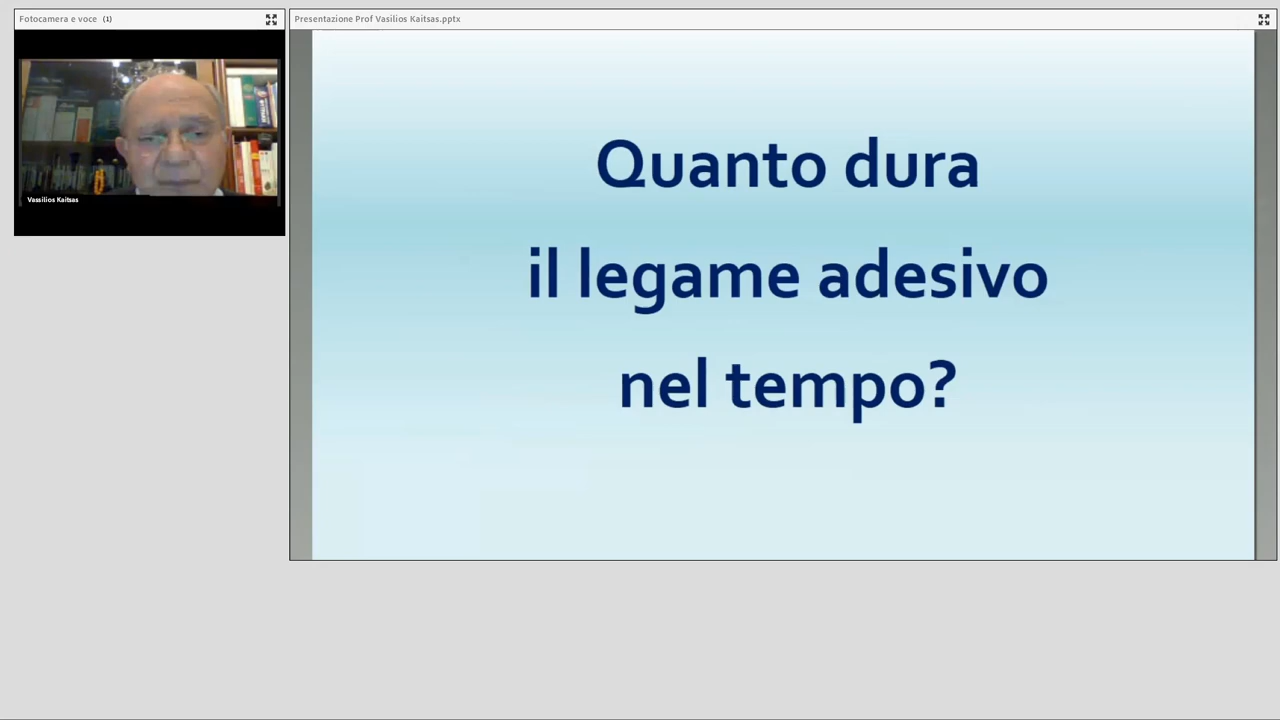 Fotocamera e voce (1)
Presentazione Prof Vasilios Kaitsas.pptx
Vassilios Kaitsas
Quanto dura
il legame adesivo
nel tempo?